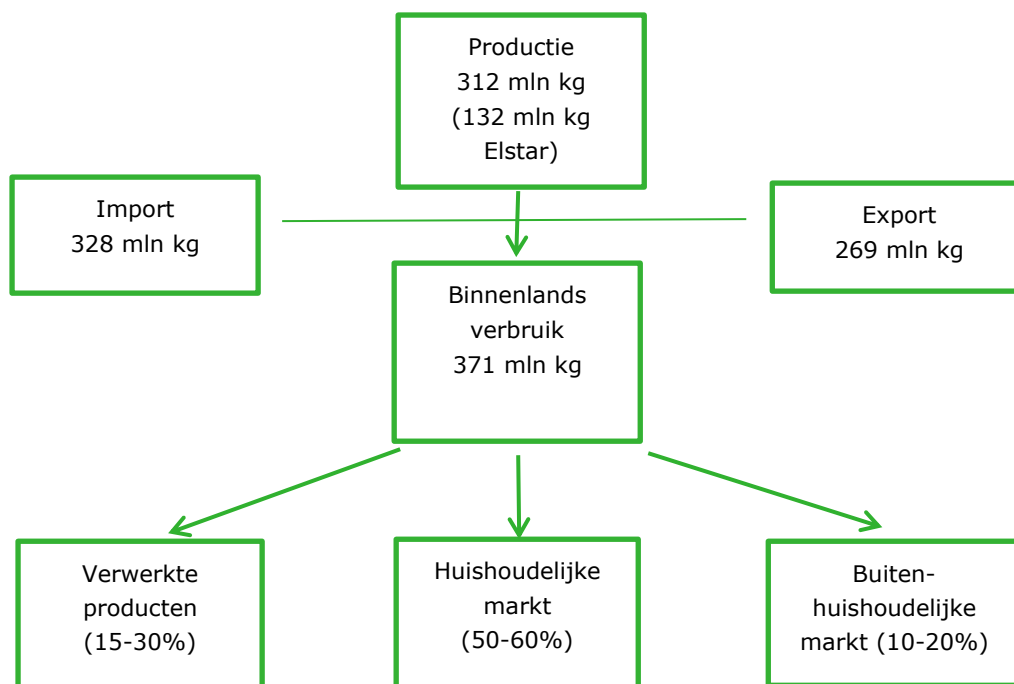 Productie
312 mln kg
(132 mln kg
Elstar)
Import
328 mln kg
Export
269 mln kg
Binnenlands
verbruik
371 mln kg
Verwerkte
producten
(15-30%)
Huishoudelijke
markt
(50-60%)
Buiten-
huishoudelijke
markt (10-20%)